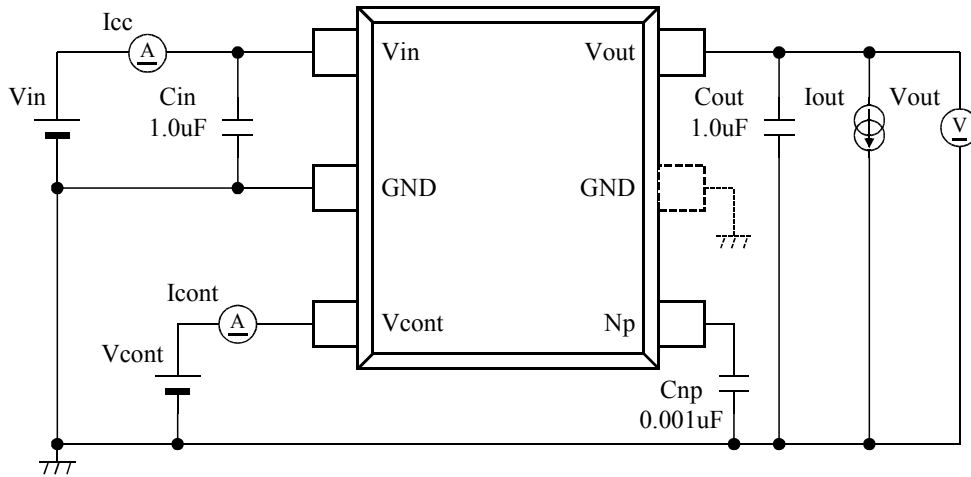 Icc
A
Vin
Cin
1.0uF
Vin
GND
Vcont
Vout
GND
Np
Cout
1.0uF
Iout
Vout
V
Icont
A
Vcont
Cnp
0.001uF